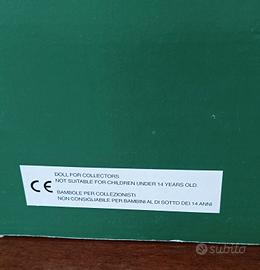 DOLL FOR COLLECTORS
NOT SUITABLE FOR CHILDREN UNDER 14 YEARS OLD.
CE
BAMBOLE PER COLLEZIONISTI
NON CONSIGLIABILE PER BAMBINI AL DI SOTTO DEI 14 ANNI
subito